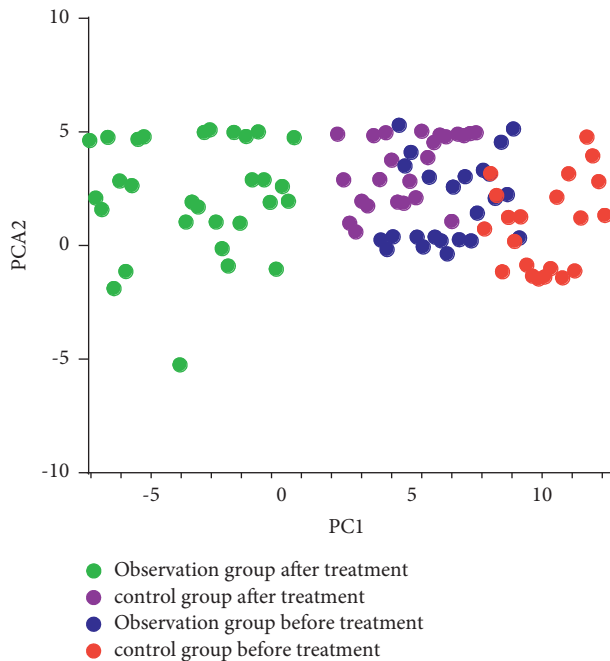 10
5
0
-5
-10
PCA2
-5
0
5
10
PC1
Observation group after treatment
control group after treatment
Observation group before treatment
control group before treatment